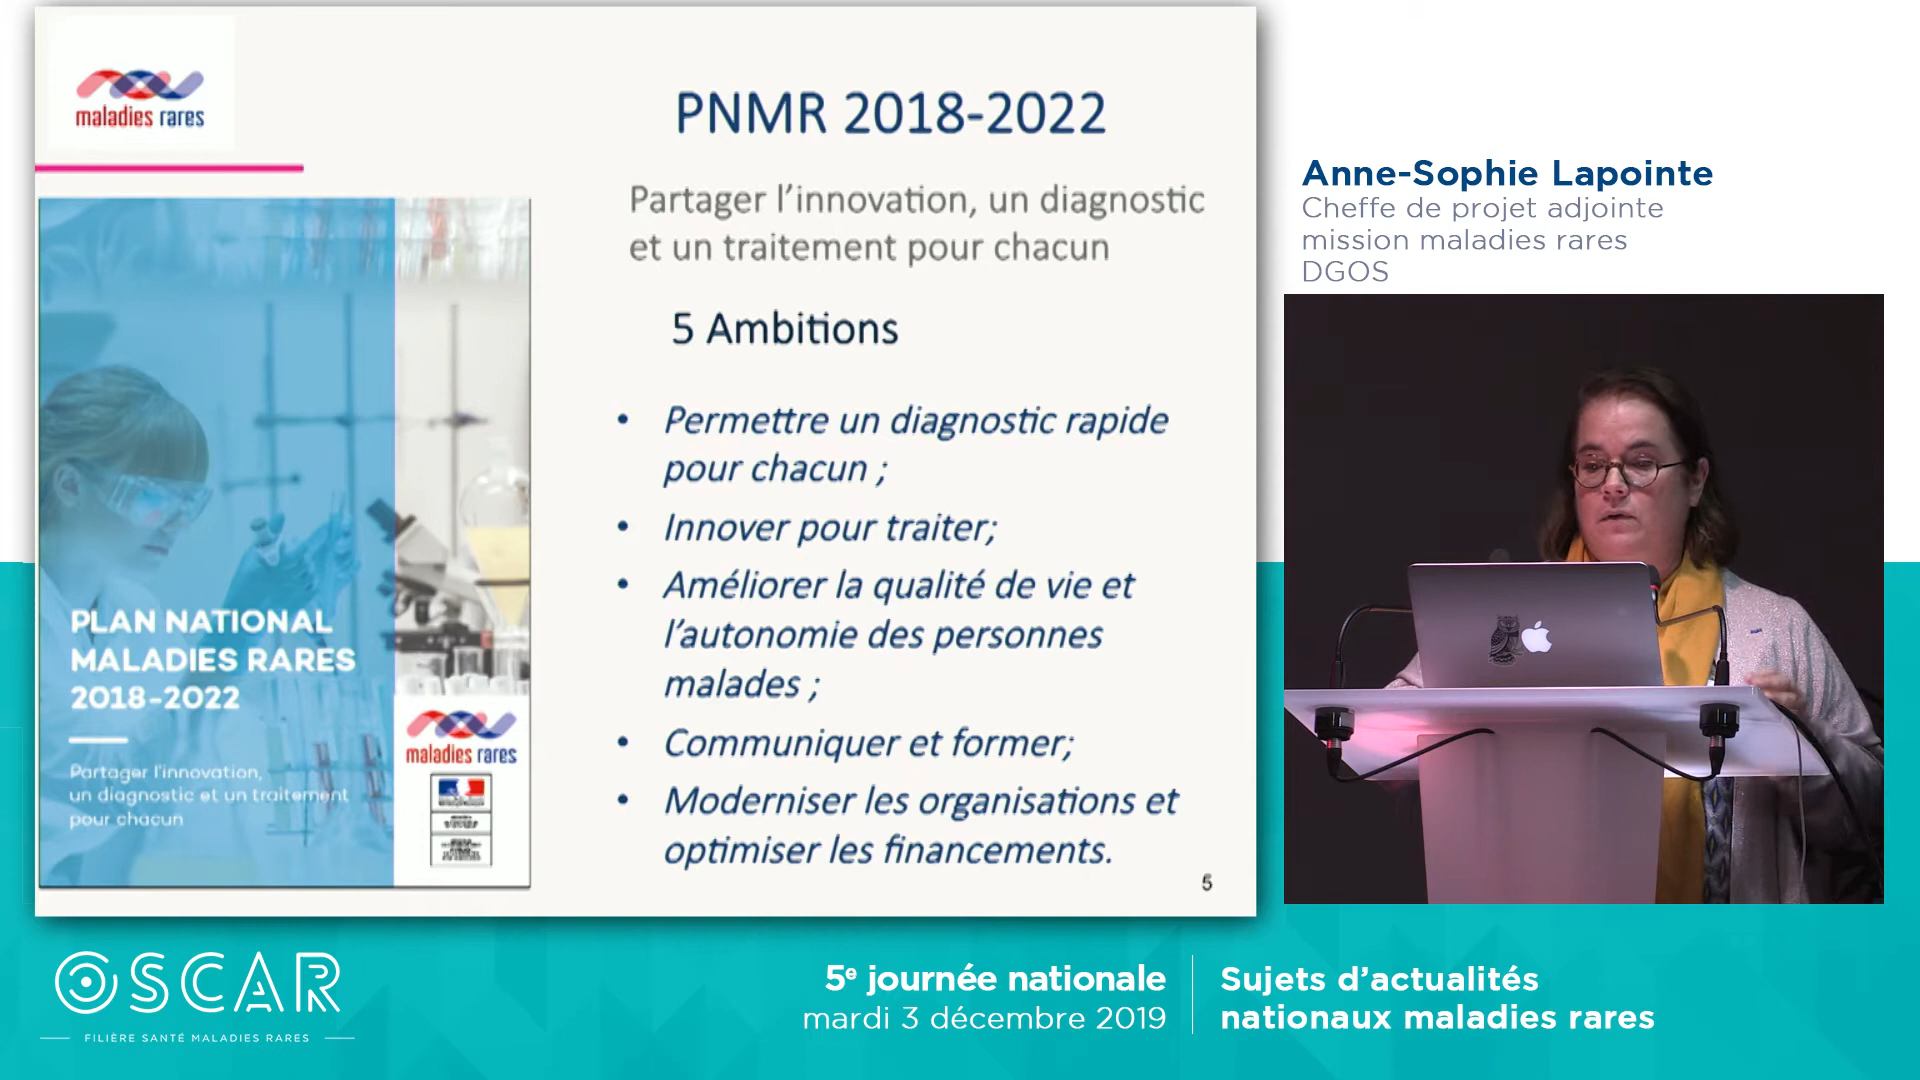 maladies rares
PNMR 2018-2022
Partager l’innovation, un diagnostic
et un traitement pour chacun
5 Ambitions
• Permettre un diagnostic rapide
pour chacun ;
• Innover pour traiter;
• Améliorer la qualité de vie et
l’autonomie des personnes
malades ;
• Communiquer et former;
• Moderniser les organisations et
optimiser les financements.
5
PLAN NATIONAL
MALADIES RARES
2018-2022
Partager l’innovation,
un diagnostic et un traitement
pour chacun
maladies rares
Anne-Sophie Lapointe
Cheffe de projet adjointe
mission maladies rares
DGOS
OSCAR
FILIÈRE SANTÉ MALADIES RARES
5e journée nationale
mardi 3 décembre 2019
Sujets d’actualités
nationaux maladies rares